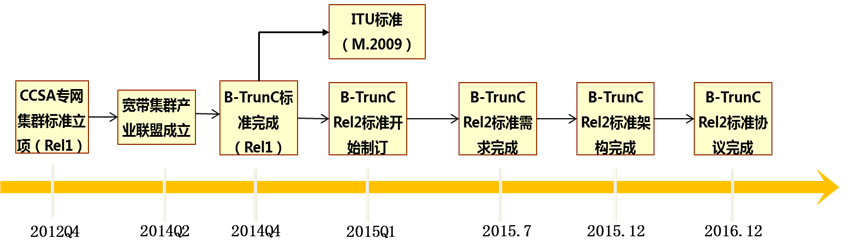 ITU标准
（M.2009）
CCSA专网
集群标准立
项（Rel1）
宽带集群产
业联盟成立
B-TrunC标
准完成
（Rel1）
B-TrunC
Rel2标准开
始制订
B-TrunC
Rel2标准需
求完成
B-TrunC
Rel2标准架
构完成
B-TrunC
Rel2标准协
议完成
2012Q4
2014Q2
2014Q4
2015Q1
2015.7
2015.12
2016.12